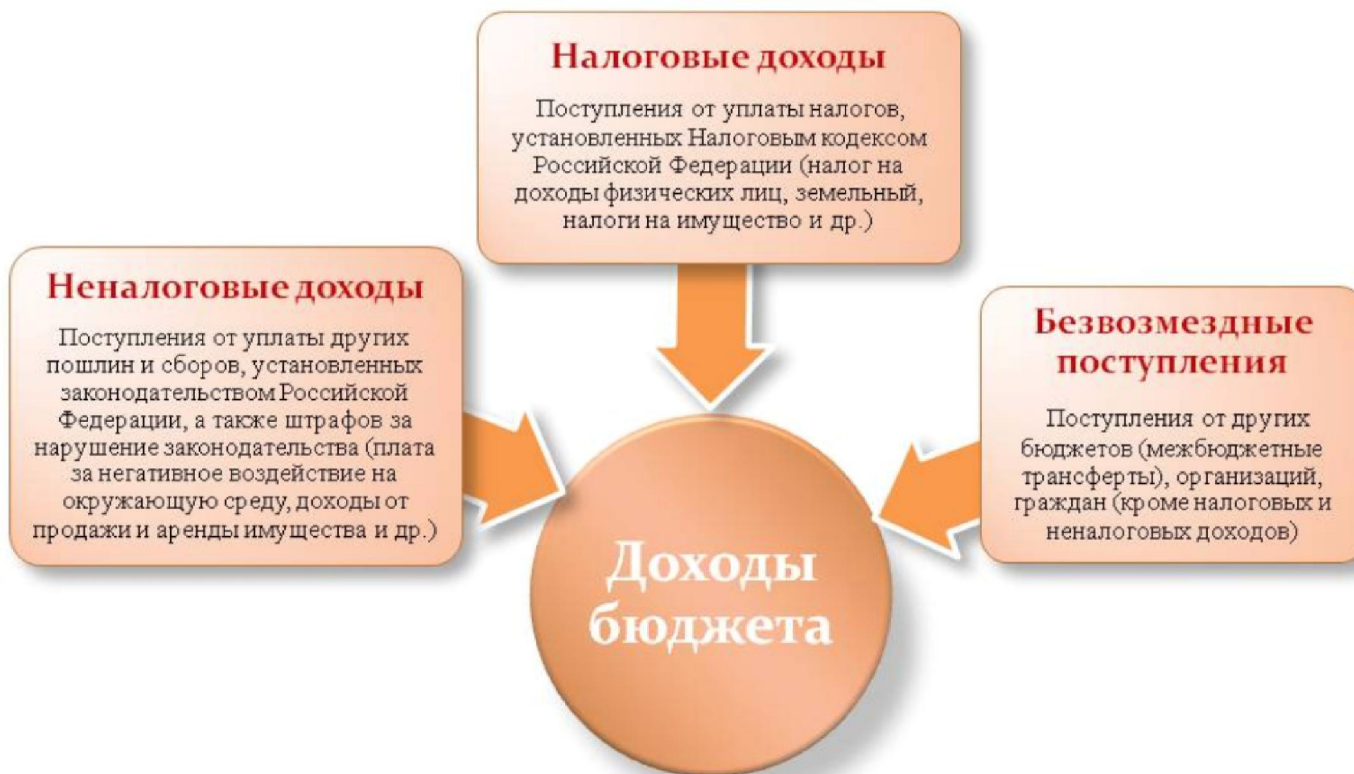 Налоговые доходы
Поступления от уплаты налогов,
установленных Налоговым кодексом
Российской Федерации (налог на
доходы физических лиц, земельный,
налоги на имущество и др.)
Неналоговые доходы
Поступления от уплаты других
пошлин и сборов, установленных
законодательством Российской
Федерации, а также штрафов за
нарушение законодательства (плата
за негативное воздействие на
окружающую среду, доходы от
продажи и аренды имущества и др.)
Безвозмездные
поступления
Поступления от других
бюджетов (межбюджетные
трансферты), организаций,
граждан (кроме налоговых и
неналоговых доходов)
Доходы
бюджета